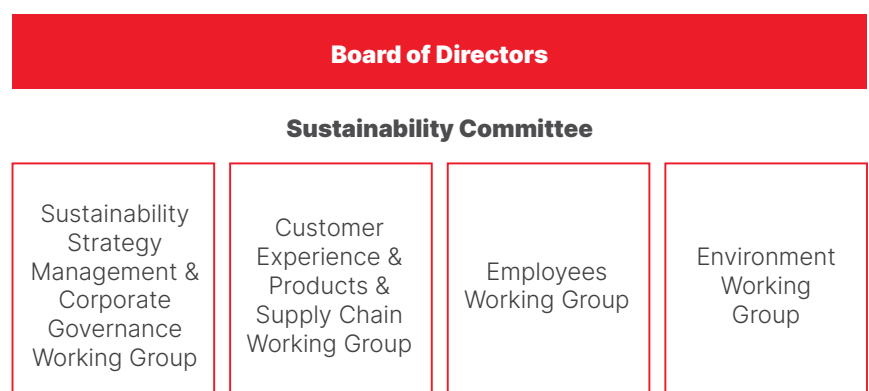 Board of Directors
Sustainability Committee
Sustainability
Strategy
Management &
Corporate
Governance
Working Group
Customer
Experience &
Products &
Supply Chain
Working Group
Employees
Working Group
Environment
Working
Group